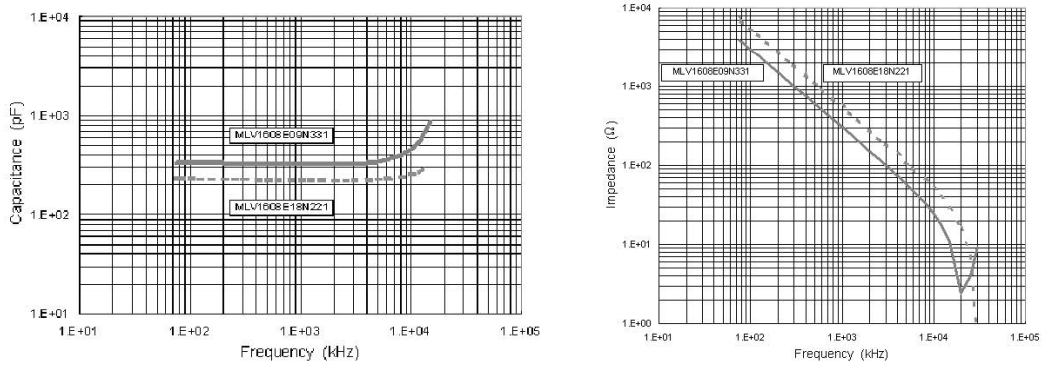 1.E+04
1.E+03
1.E+02
1.E+01
Capacitance (pF)
MLV1608E09N331
MLV1608E18N221
1.E+01
1.E+02
1.E+03
1.E+04
1.E+05
Frequency (kHz)
1.E+04
1.E+03
1.E+02
1.E+01
1.E+00
Impedance (Ω)
MLV1608E09N331
MLV1608E18N221
1.E+01
1.E+02
1.E+03
1.E+04
1.E+05
Frequency (kHz)